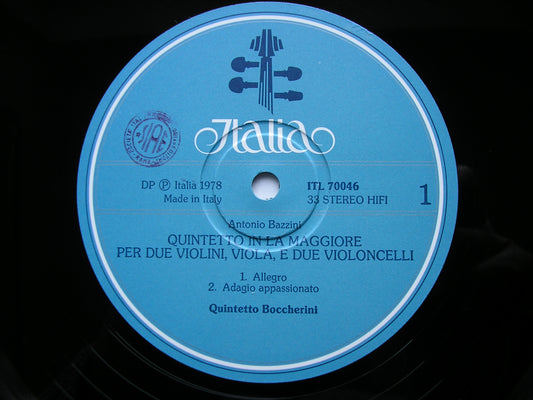 Italia
SIAE
DP Ⓟ Italia 1978
Made in Italy
ITL 70046
33 STEREO HIFI
1
Antonio Bazzini
QUINTETTO IN LA MAGGIORE
PER DUE VIOLINI, VIOLA, E DUE VIOLONCELLI
1. Allegro
2. Adagio appassionato
Quintetto Boccherini